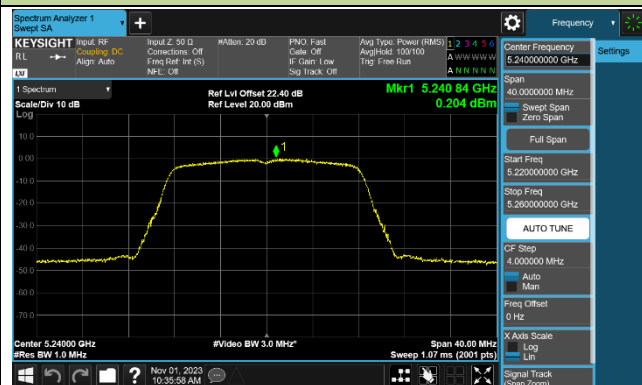 Spectrum Analyzer 1
Swept SA
+
Frequency
KEYSIGHT
RL
LXI
Input: RF
Coupling: DC
Align: Auto
Input Z: 50 Ω
Corrections: Off
Freq Ref: Int (S)
NFE: Off
#Atten: 20 dB
PNO: Fast
Gate: Off
IF Gain: Low
Sig Track: Off
Avg Type: Power (RMS)
Avg|Hold: 100/100
Trig: Free Run
1 2 3 4 5 6
A W W W W W
A N N N N N
1 Spectrum
Scale/Div 10 dB
Log
Ref Lvl Offset 22.40 dB
Ref Level 20.00 dBm
Mkr1 5.240 84 GHz
0.204 dBm
1
10.0
0.00
-10.0
-20.0
-30.0
-40.0
-50.0
-60.0
-70.0
Center 5.24000 GHz
#Res BW 1.0 MHz
#Video BW 3.0 MHz*
Span 40.00 MHz
Sweep 1.07 ms (2001 pts)
Nov 01, 2023
10:35:58 AM
Center Frequency
5.240000000 GHz
Span
40.0000000 MHz
Swept Span
Zero Span
Full Span
Start Freq
5.220000000 GHz
Stop Freq
5.260000000 GHz
AUTO TUNE
CF Step
4.000000 MHz
Auto
Man
Freq Offset
0 Hz
X Axis Scale
Log
Lin
Signal Track
(Span Zoom)
Settings